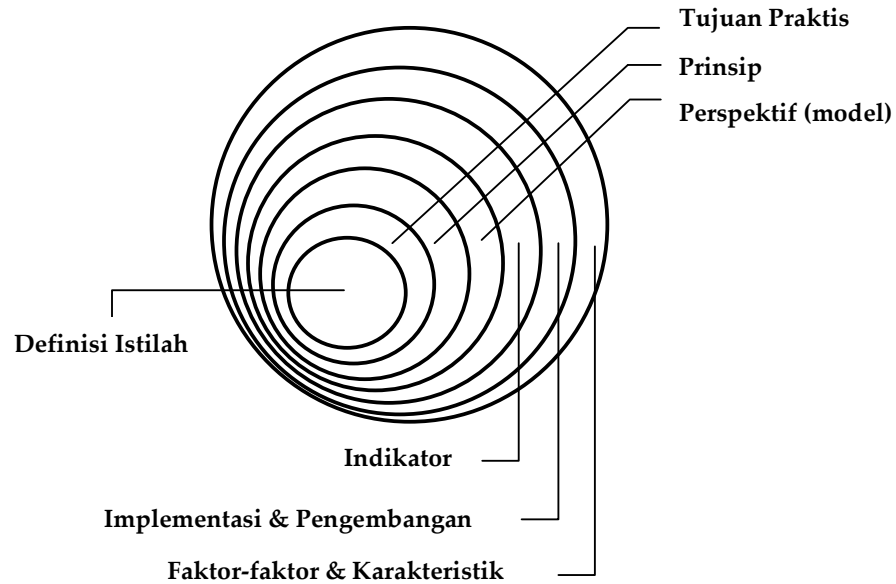 Tujuan Praktis
Prinsip
Perspektif (model)
Definisi Istilah
Indikator
Implementasi & Pengembangan
Faktor-faktor & Karakteristik